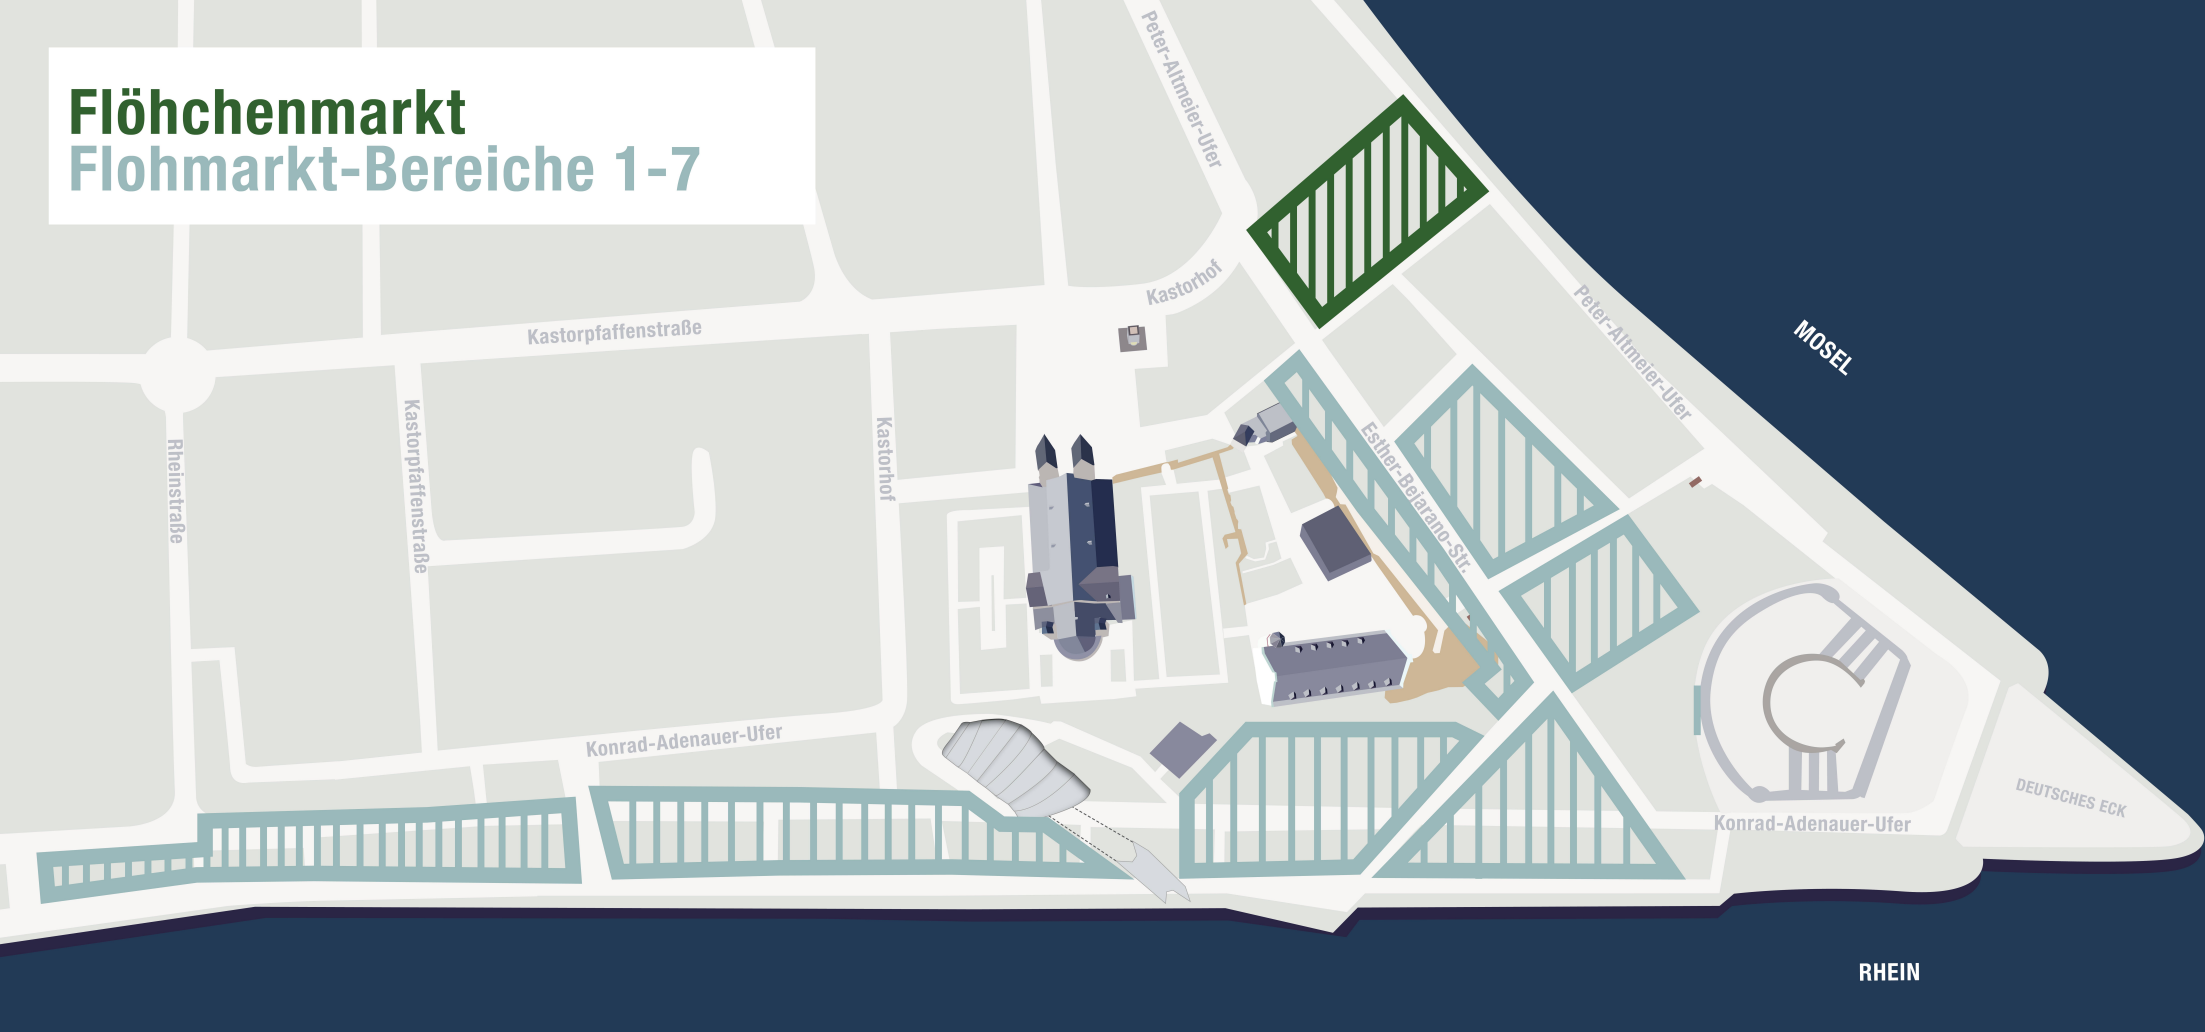 Flöhchenmarkt
Flohmarkt-Bereiche 1-7
Peter-Altmeier-Ufer
Kastorhof
Kastorpfaffenstraße
Peter-Altmeier-Ufer
MOSEL
Rheinstraße
Kastorpfaffenstraße
Kastorhof
Esther-Bejarano-Str.
Konrad-Adenauer-Ufer
DEUTSCHES ECK
Konrad-Adenauer-Ufer
RHEIN